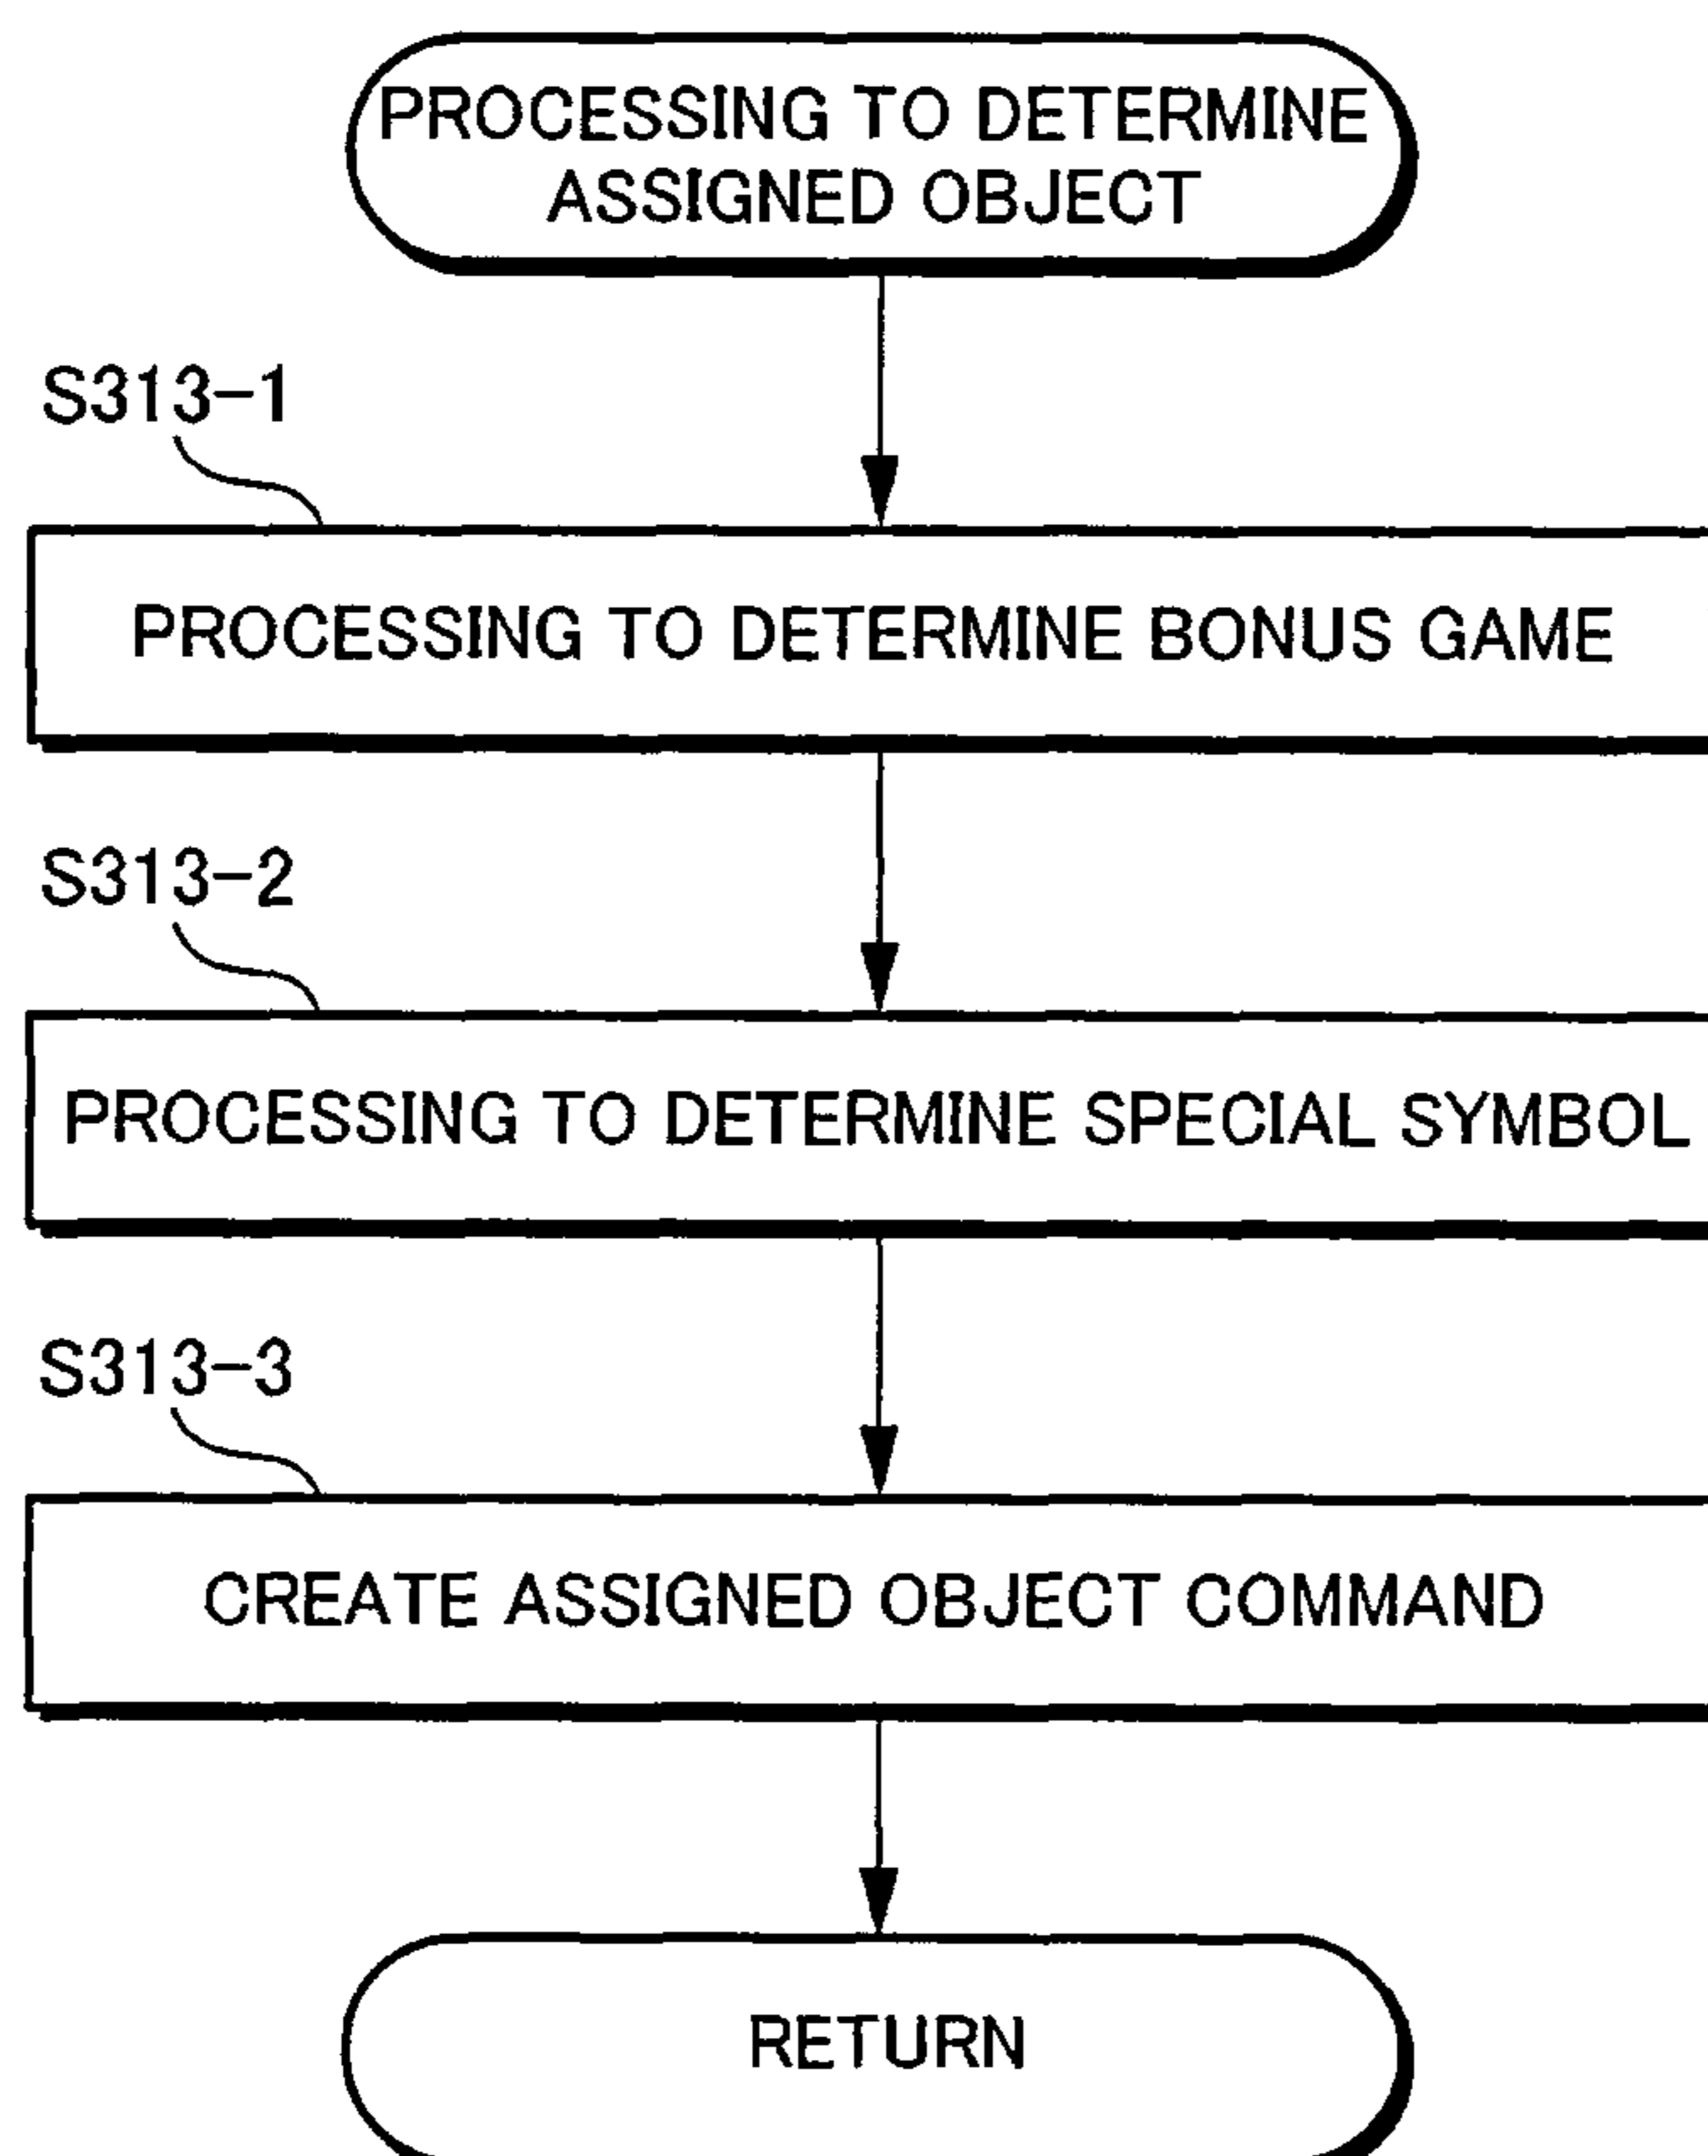 PROCESSING TO DETERMINE
ASSIGNED OBJECT
S313-1
PROCESSING TO DETERMINE BONUS GAME
S313-2
PROCESSING TO DETERMINE SPECIAL SYMBOL
S313-3
CREATE ASSIGNED OBJECT COMMAND
RETURN